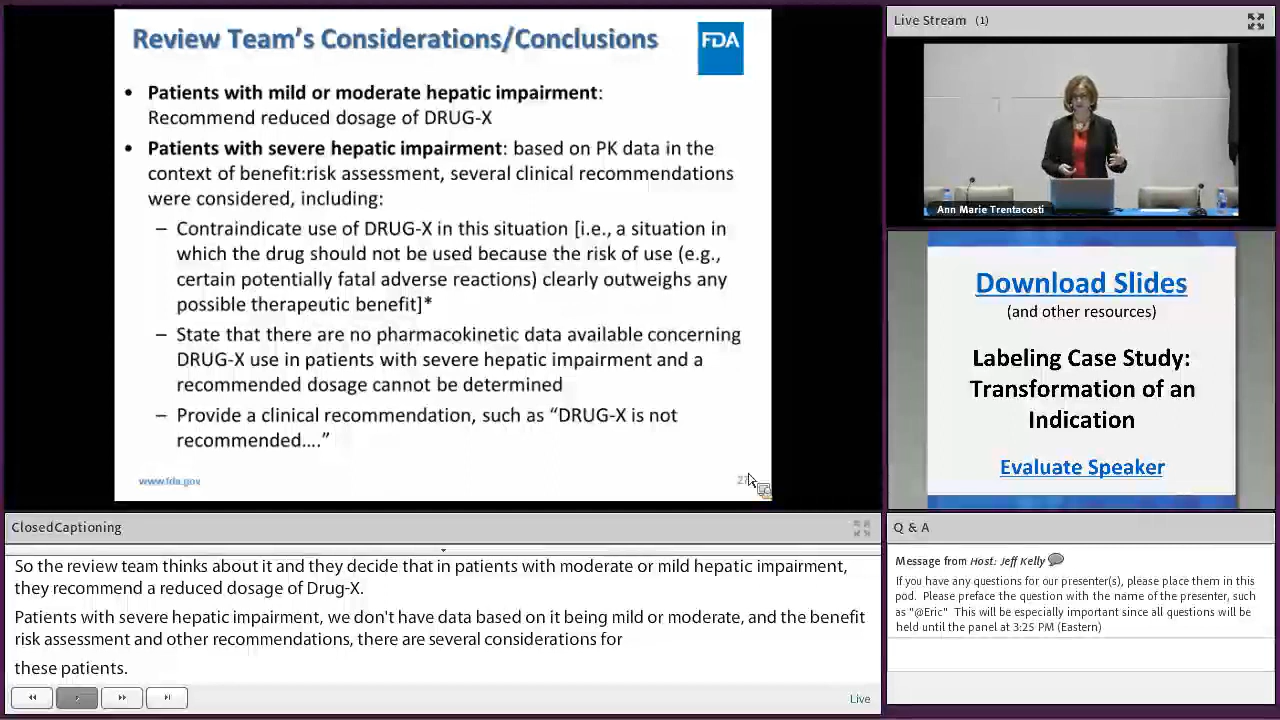 Review Team's Considerations/Conclusions
FDA
• Patients with mild or moderate hepatic impairment:
Recommend reduced dosage of DRUG-X
• Patients with severe hepatic impairment: based on PK data in the
context of benefit:risk assessment, several clinical recommendations
were considered, including:
– Contraindicate use of DRUG-X in this situation [i.e., a situation in
which the drug should not be used because the risk of use (e.g.,
certain potentially fatal adverse reactions) clearly outweighs any
possible therapeutic benefit]*
– State that there are no pharmacokinetic data available concerning
DRUG-X use in patients with severe hepatic impairment and a
recommended dosage cannot be determined
– Provide a clinical recommendation, such as “DRUG-X is not
recommended....”
www.fda.gov
Live Stream (1)
Ann Marie Trentacosti
Download Slides
(and other resources)
Labeling Case Study:
Transformation of an
Indication
Evaluate Speaker
ClosedCaptioning
So the review team thinks about it and they decide that in patients with moderate or mild hepatic impairment,
they recommend a reduced dosage of Drug-X.
Patients with severe hepatic impairment, we don't have data based on it being mild or moderate, and the benefit
risk assessment and other recommendations, there are several considerations for
these patients.
Live
Q & A
Message from Host: Jeff Kelly
If you have any questions for our presenter(s), please place them in this
pod. Please preface the question with the name of the presenter, such
as "@Eric" This will be especially important since all questions will be
held until the panel at 3:25 PM (Eastern)